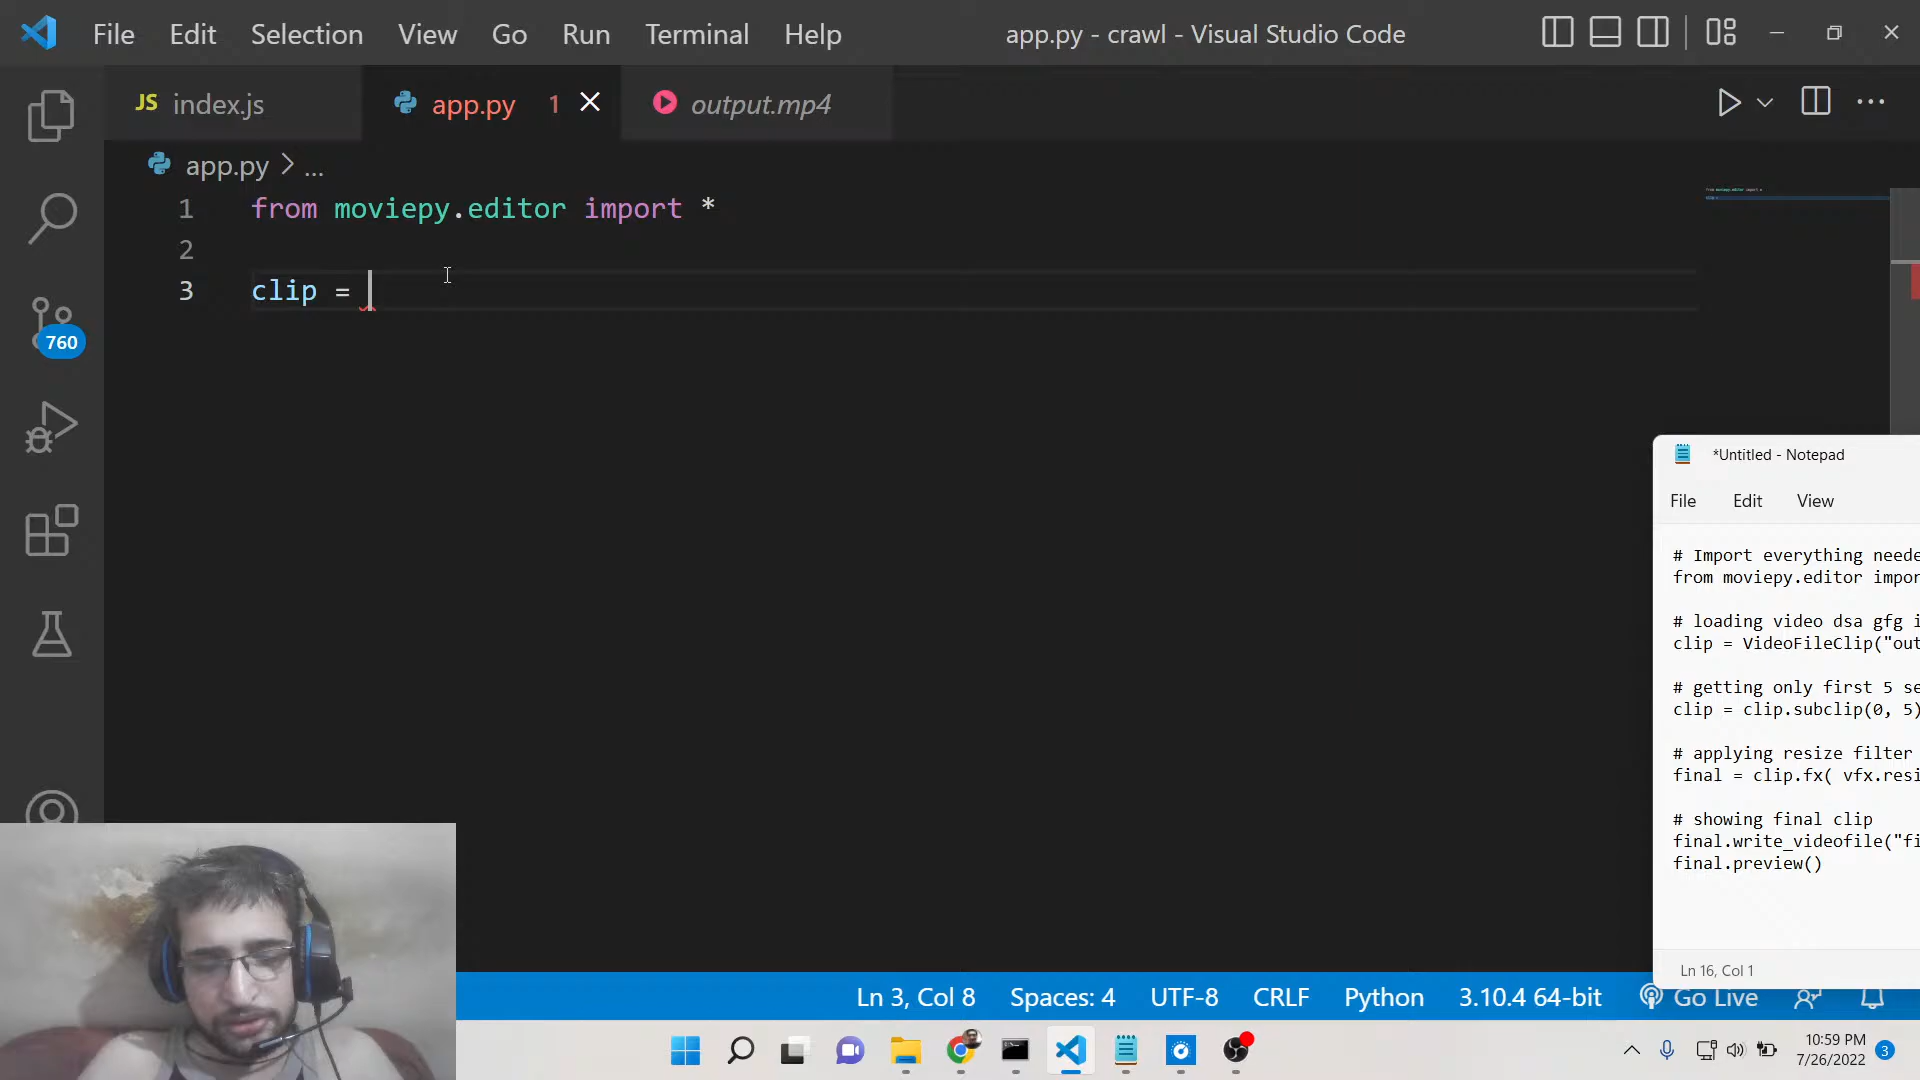 File Edit Selection View Go Run Terminal Help app.py - crawl - Visual Studio Code
JS index.js app.py 1 output.mp4
app.py > ...
1 from moviepy.editor import *
2
3 clip =
760
*Untitled - Notepad
File Edit View
# Import everything neede
from moviepy.editor impor
# loading video dsa gfg i
clip = VideoFileClip("out
# getting only first 5 se
clip = clip.subclip(0, 5)
# applying resize filter
final = clip.fx( vfx.resi
# showing final clip
final.write_videofile("fi
final.preview()
Ln 16, Col 1
Ln 3, Col 8 Spaces: 4 UTF-8 CRLF Python 3.10.4 64-bit Go Live
10:59 PM
7/26/2022 3